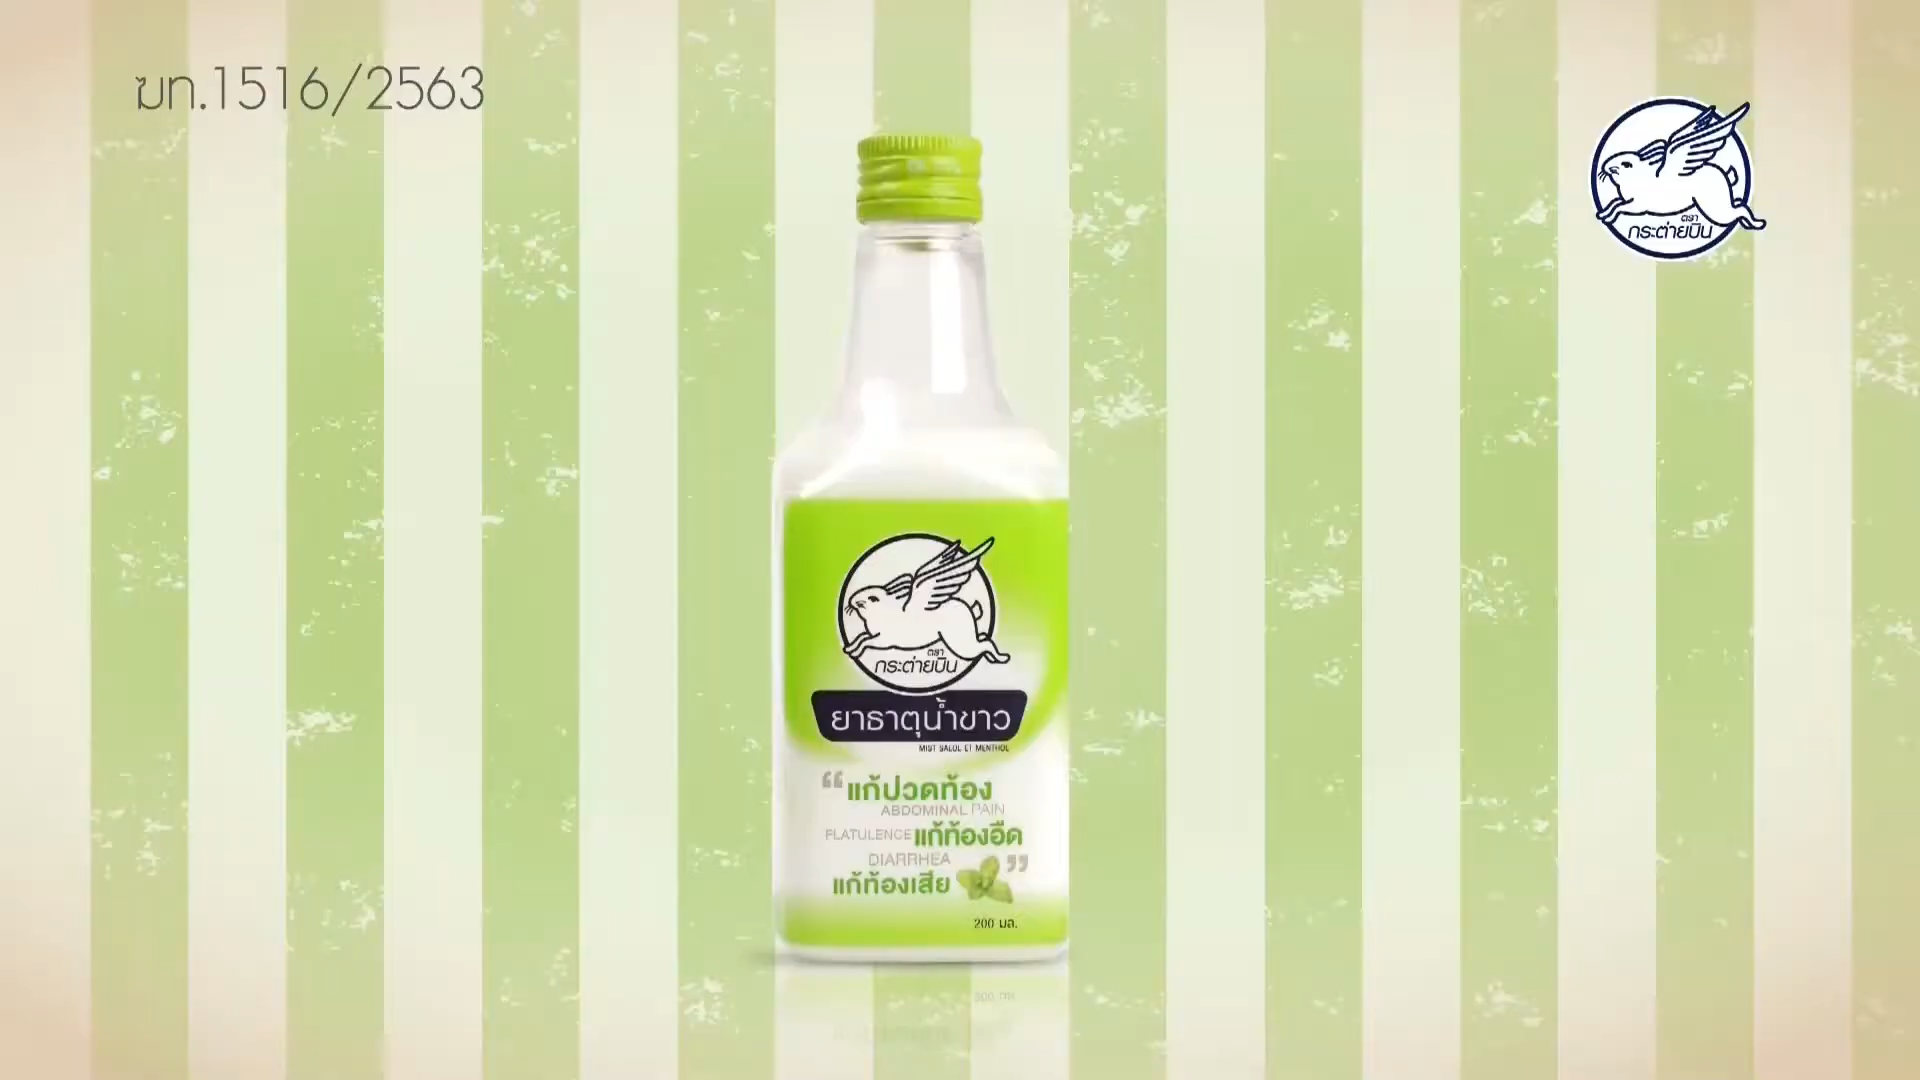 ฆท.1516/2563
ตรา
กระต่ายบิน
ตรา
กระต่ายบิน
ยาธาตุน้ำขาว
MIST SALOL ET MENTHOL
“แก้ปวดท้อง
ABDOMINAL PAIN
FLATULENCE แก้ท้องอืด
DIARRHEA ”
แก้ท้องเสีย
200 มล.